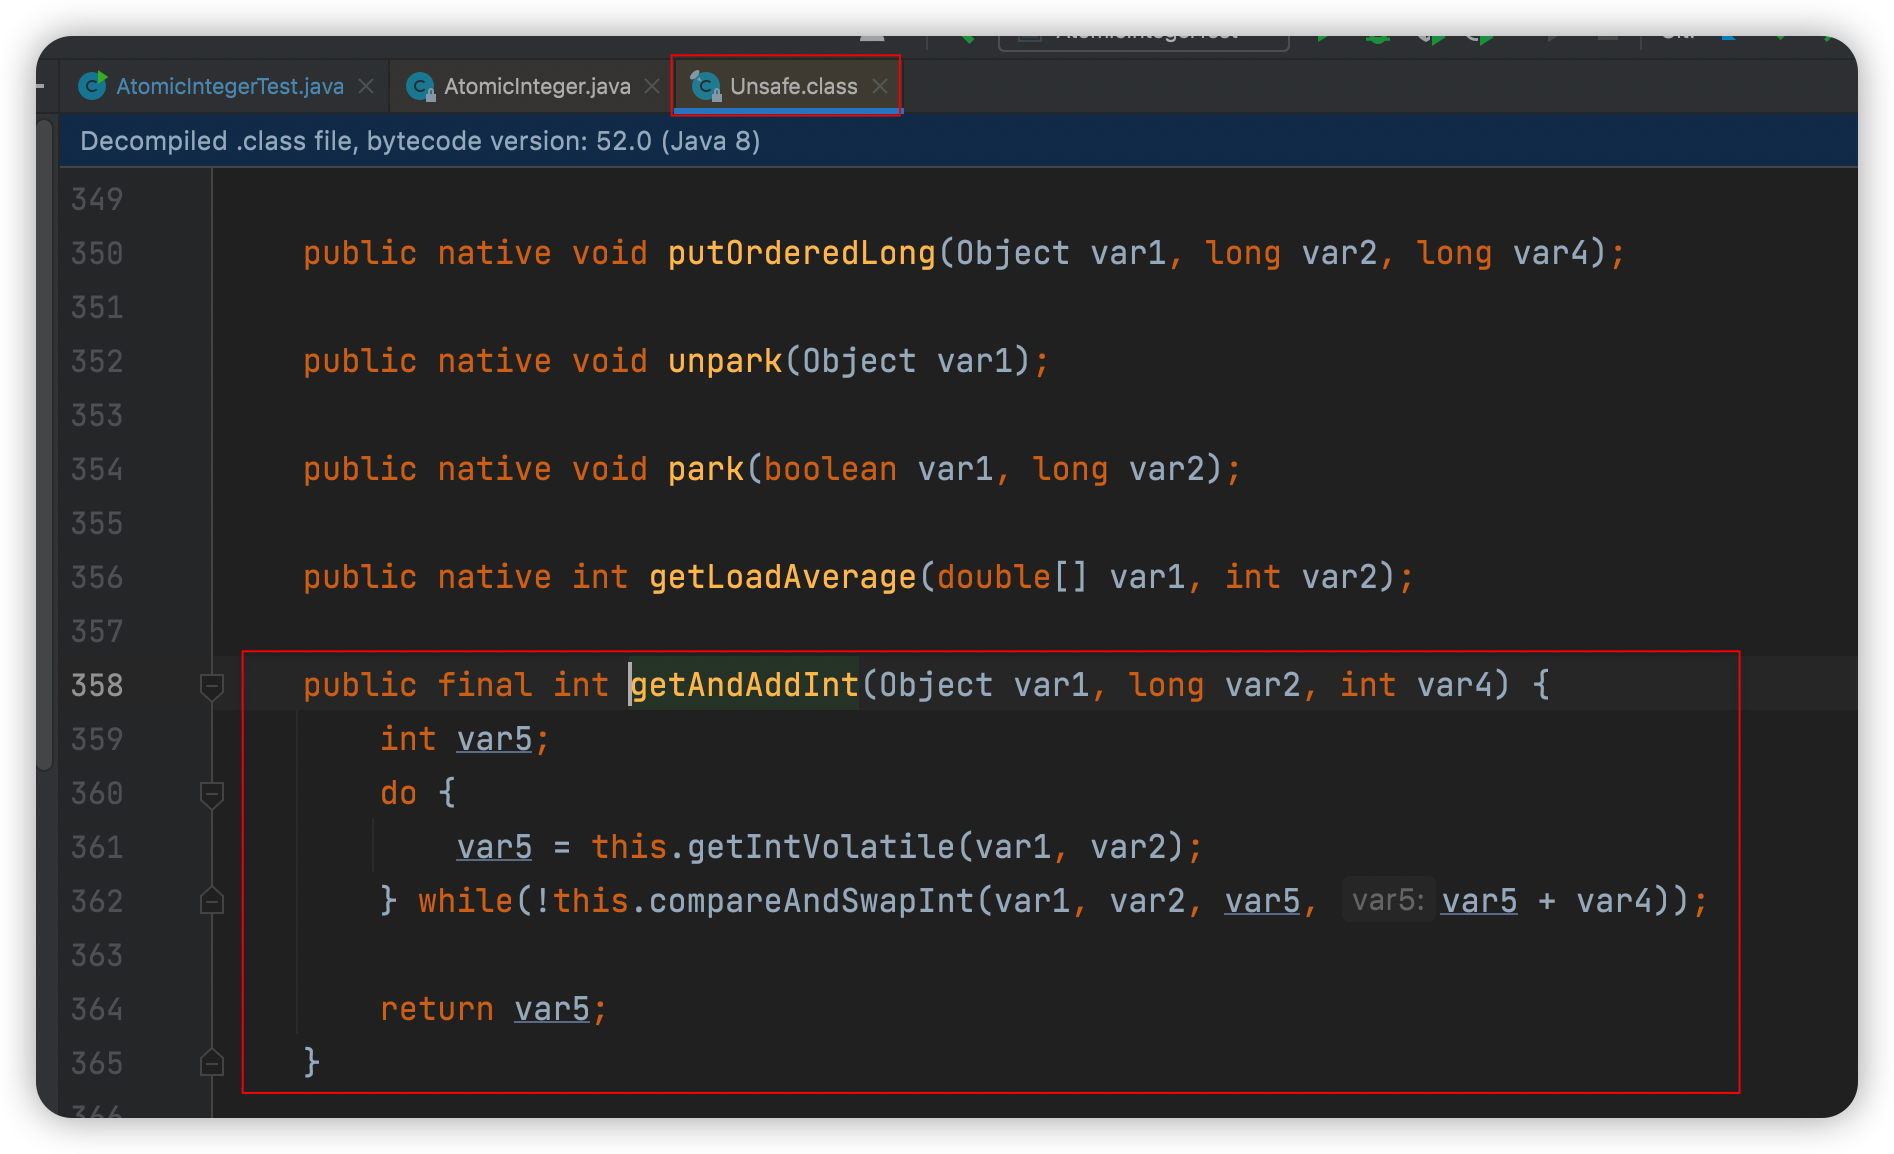 AtomicIntegerTest
Git:
AtomicIntegerTest.java
AtomicInteger.java
Unsafe.class
Decompiled .class file, bytecode version: 52.0 (Java 8)
349
350 public native void putOrderedLong(Object var1, long var2, long var4);
351
352 public native void unpark(Object var1);
353
354 public native void park(boolean var1, long var2);
355
356 public native int getLoadAverage(double[] var1, int var2);
357
358 public final int getAndAddInt(Object var1, long var2, int var4) {
359 int var5;
360 do {
361 var5 = this.getIntVolatile(var1, var2);
362 } while(!this.compareAndSwapInt(var1, var2, var5, var5: var5 + var4));
363
364 return var5;
365 }
366